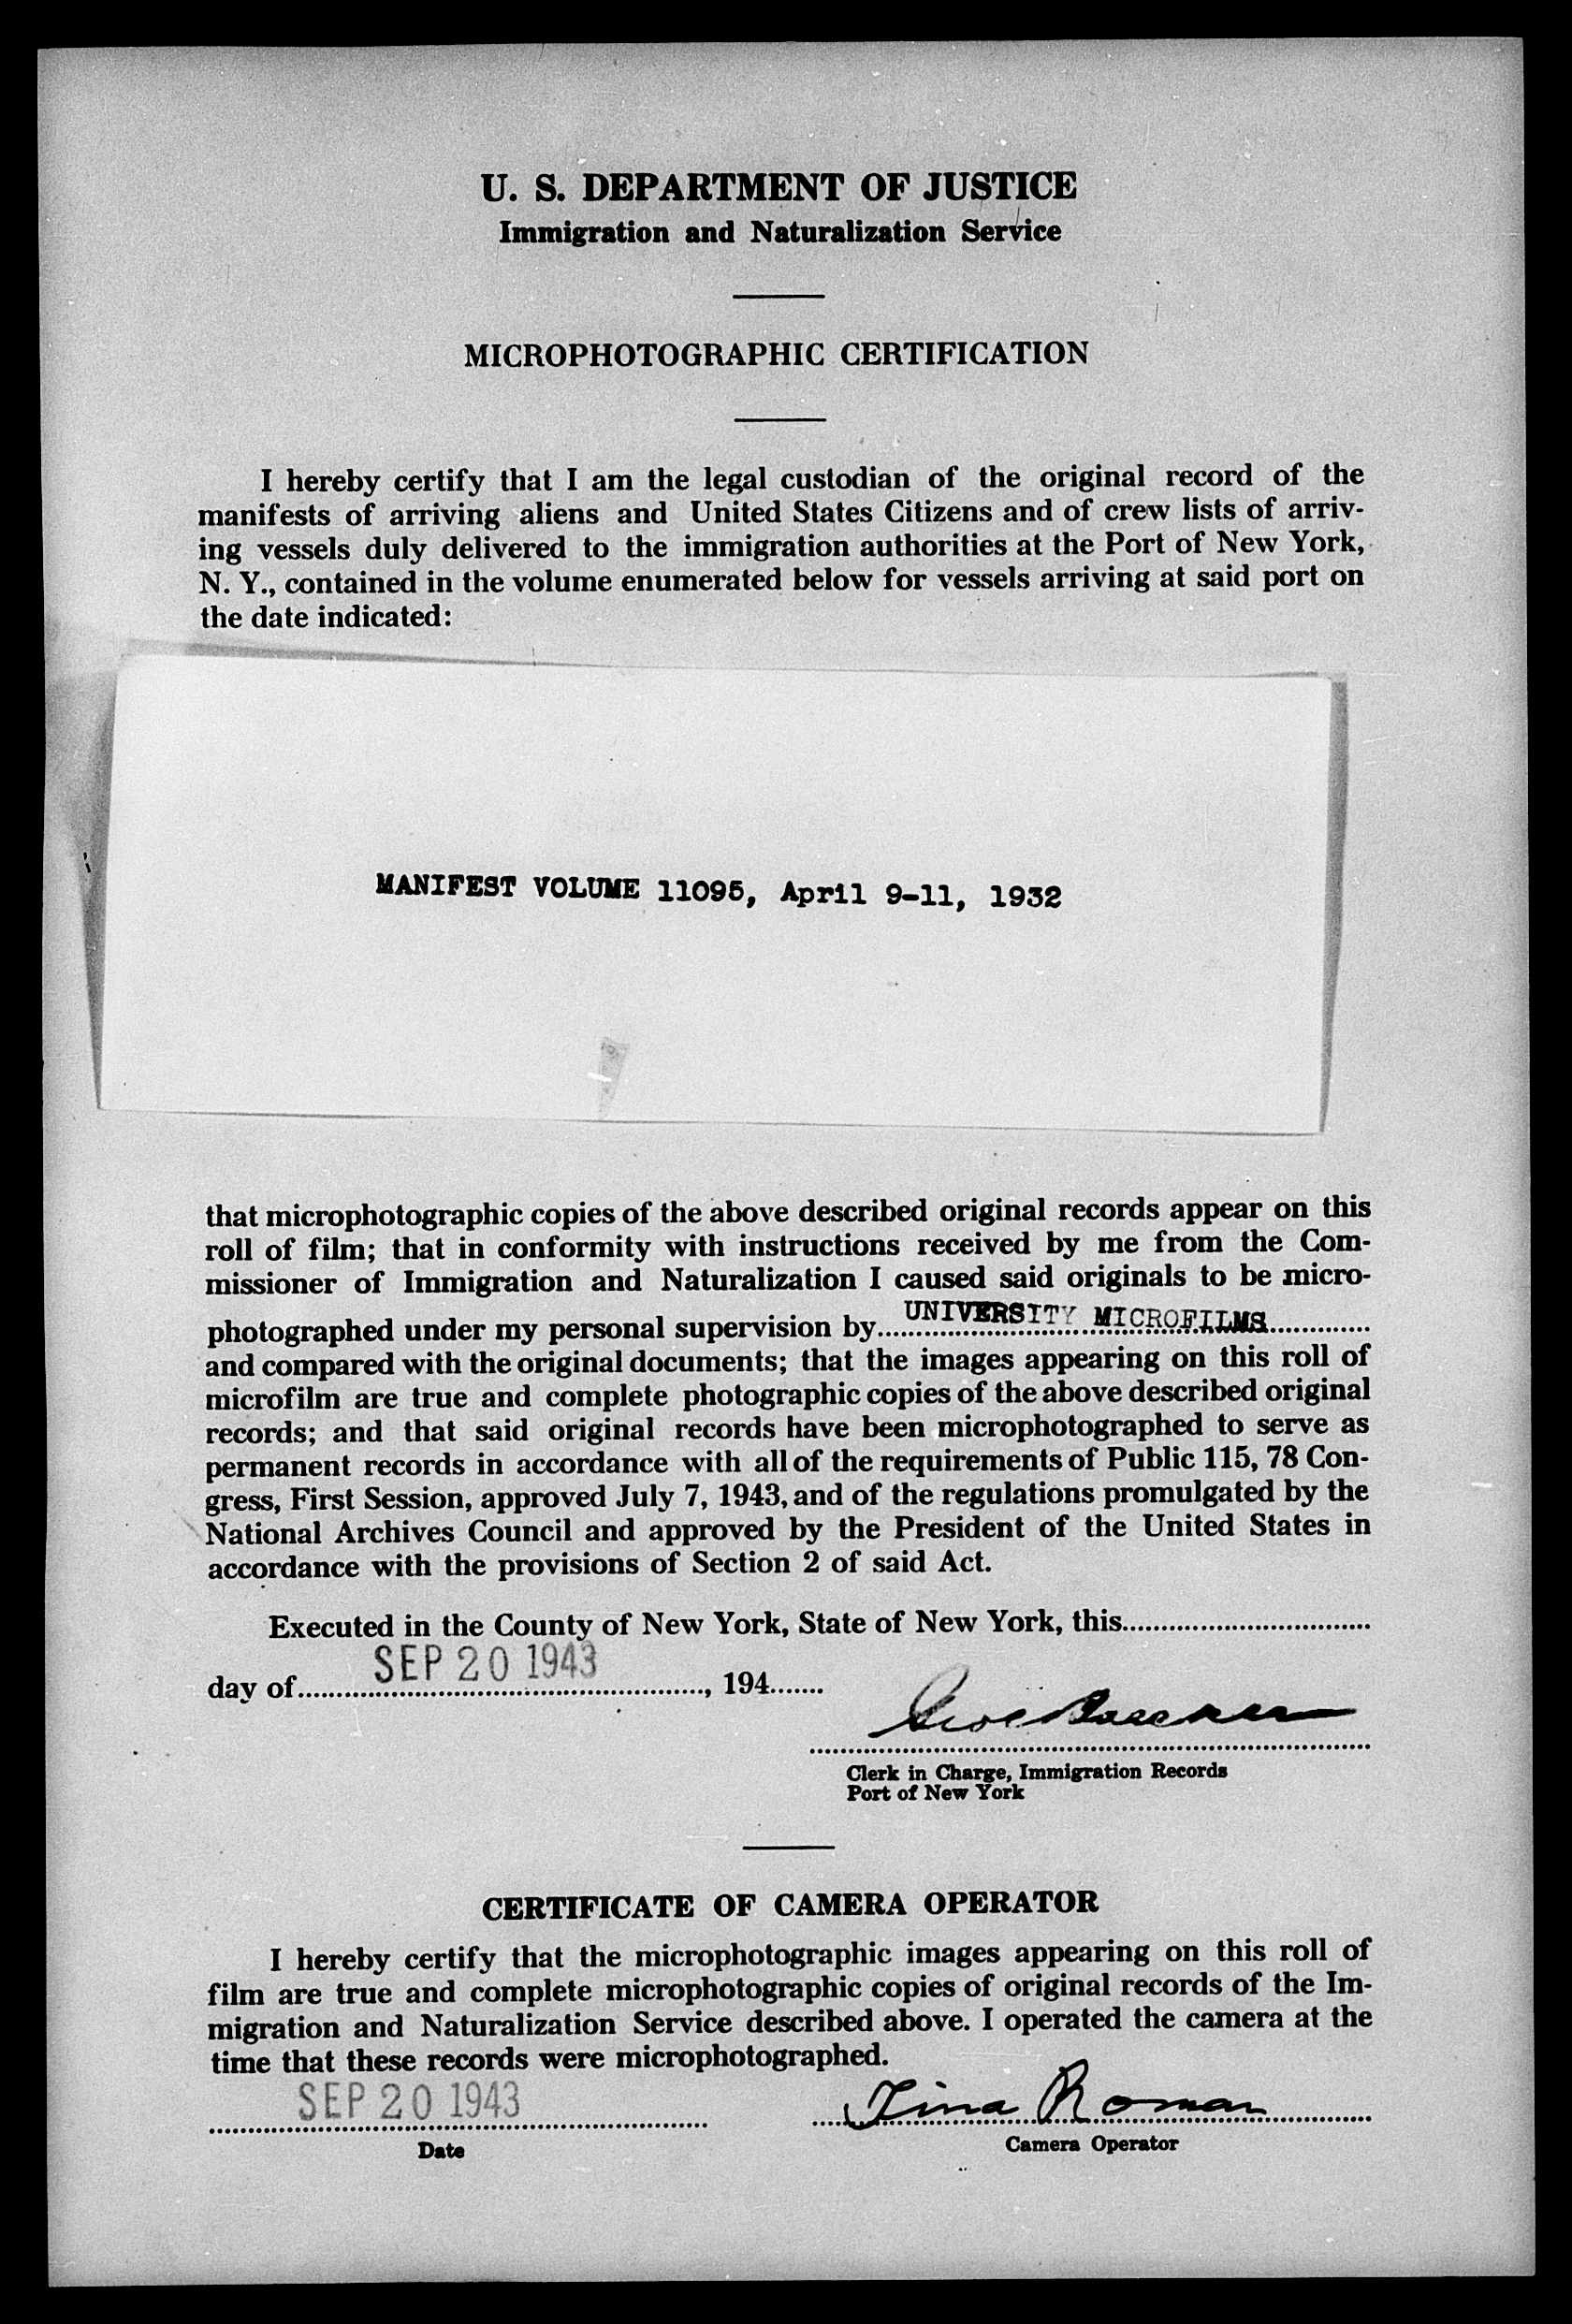 U. S. DEPARTMENT OF JUSTICE
Immigration and Naturalization Service
MICROPHOTOGRAPHIC CERTIFICATION
I hereby certify that I am the legal custodian of the original record of the
manifests of arriving aliens and United States Citizens and of crew lists of arriv-
ing vessels duly delivered to the immigration authorities at the Port of New York,
N. Y., contained in the volume enumerated below for vessels arriving at said port on
the date indicated:
MANIFEST VOLUME 11095, April 9-11, 1932
that microphotographic copies of the above described original records appear on this
roll of film; that in conformity with instructions received by me from the Com-
missioner of Immigration and Naturalization I caused said originals to be micro-
photographed under my personal supervision by UNIVERSITY MICROFILMS
and compared with the original documents; that the images appearing on this roll of
microfilm are true and complete photographic copies of the above described original
records; and that said original records have been microphotographed to serve as
permanent records in accordance with all of the requirements of Public 115, 78 Con-
gress, First Session, approved July 7, 1943, and of the regulations promulgated by the
National Archives Council and approved by the President of the United States in
accordance with the provisions of Section 2 of said Act.
Executed in the County of New York, State of New York, this
day of SEP 20 1943, 194
Clerk in Charge, Immigration Records
Port of New York
CERTIFICATE OF CAMERA OPERATOR
I hereby certify that the microphotographic images appearing on this roll of
film are true and complete microphotographic copies of original records of the Im-
migration and Naturalization Service described above. I operated the camera at the
time that these records were microphotographed.
SEP 20 1943 Tina Roman
Date Camera Operator